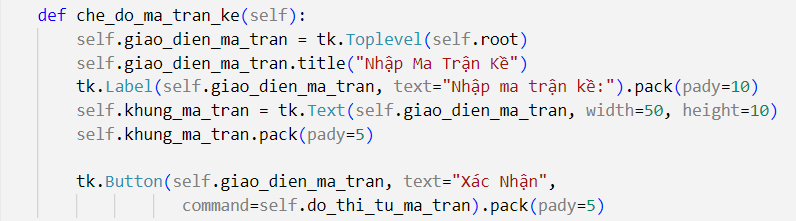 def che_do_ma_tran_ke(self):
    self.giao_dien_ma_tran = tk.Toplevel(self.root)
    self.giao_dien_ma_tran.title("Nhập Ma Trận Kề")
    tk.Label(self.giao_dien_ma_tran, text="Nhập ma trận kề:").pack(pady=10)
    self.khung_ma_tran = tk.Text(self.giao_dien_ma_tran, width=50, height=10)
    self.khung_ma_tran.pack(pady=5)

    tk.Button(self.giao_dien_ma_tran, text="Xác Nhận",
              command=self.do_thi_tu_ma_tran).pack(pady=5)